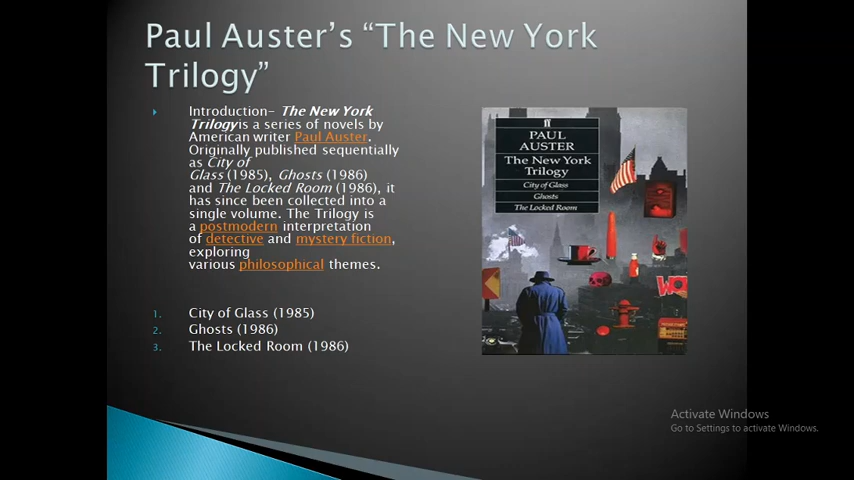 Paul Auster's “The New York
Trilogy”
Introduction- The New York
Trilogy is a series of novels by
American writer Paul Auster.
Originally published sequentially
as City of
Glass (1985), Ghosts (1986)
and The Locked Room (1986), it
has since been collected into a
single volume. The Trilogy is
a postmodern interpretation
of detective and mystery fiction,
exploring
various philosophical themes.
1. City of Glass (1985)
2. Ghosts (1986)
3. The Locked Room (1986)
ff
PAUL
AUSTER
The New York
Trilogy
City of Glass
Ghosts
The Locked Room
Activate Windows
Go to Settings to activate Windows.